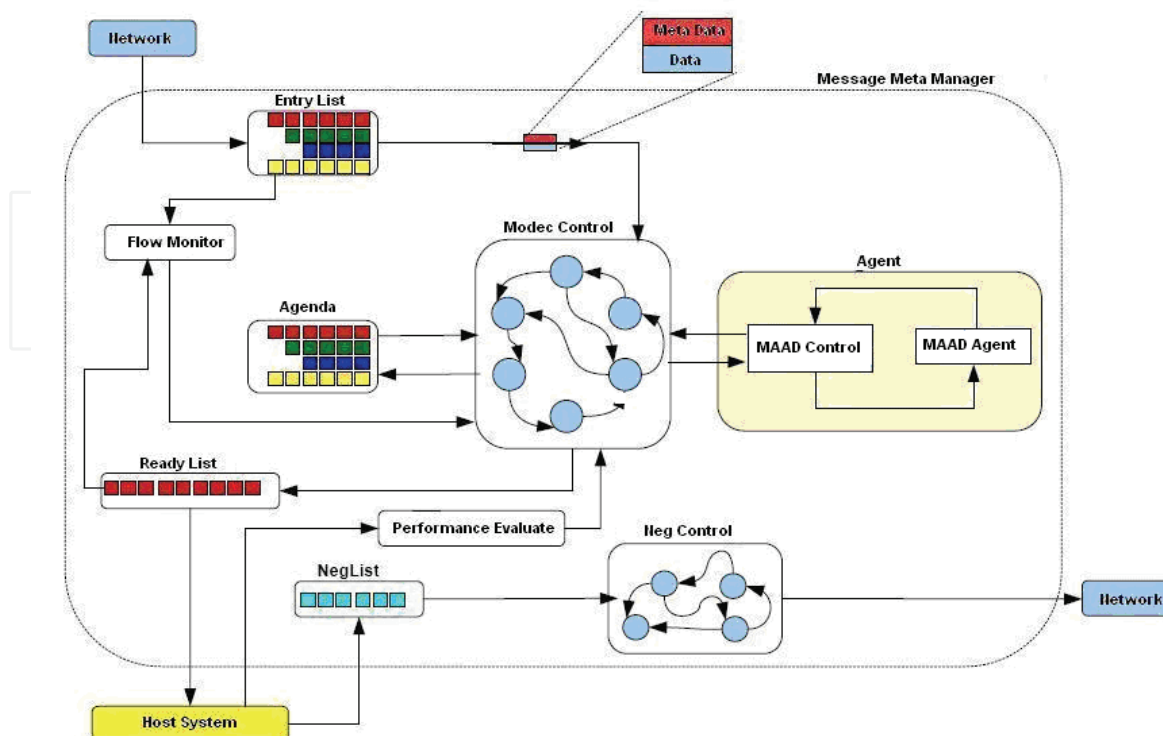 Network
Meta Data
Data
Message Meta Manager
Entry List
Flow Monitor
Modec Control
Agent
Agenda
MAAD Control
MAAD Agent
Ready List
Performance Evaluate
Neg Control
NegList
Network
Host System